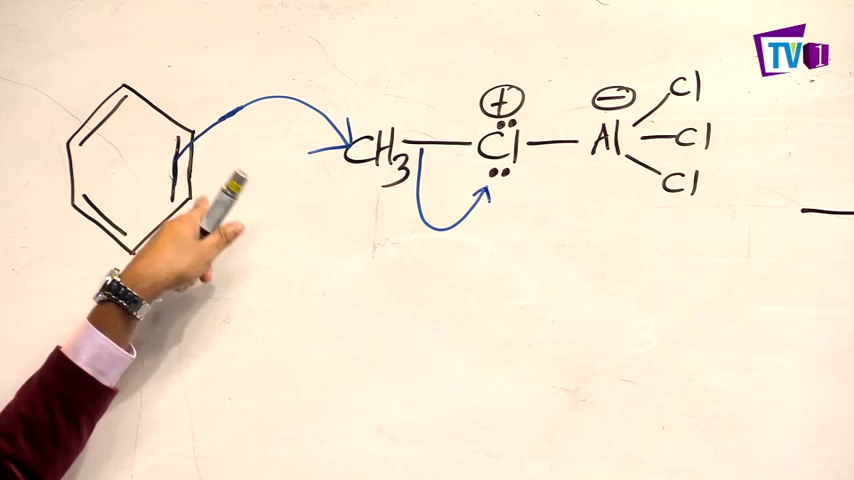 TV1
⊕ ⊖ Cl
CH3 — Cl — Al — Cl
Cl